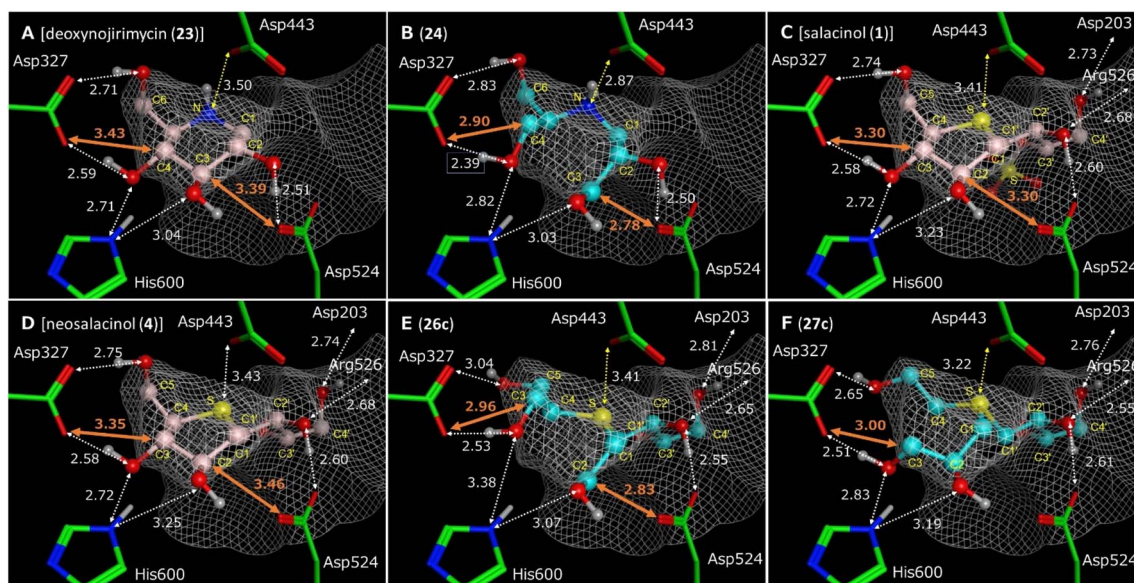 A [deoxynojirimycin (23)]
Asp443
Asp327
2.71
3.50
C6
N
C1
C2
3.43
C4
C3
2.59
3.39
2.51
2.71
3.04
His600
Asp524
B (24)
Asp443
Asp327
2.83
2.87
C6
N
2.90
C4
C1
2.39
C2
C3
2.82
2.50
3.03
2.78
His600
Asp524
C [salacinol (1)]
Asp443
Asp203
Asp327
2.73
2.74
3.41
Arg526
C5
S
C4
C1'
C2'
2.68
3.30
C4'
C3
C1
C3'
2.58
C2
S
2.60
2.72
3.30
3.23
His600
Asp524
D [neosalacinol (4)]
Asp443
Asp203
Asp327
2.74
2.75
3.43
Arg526
C5
C4
S
C1'
C2'
2.68
3.35
C4'
C3
C1
C3'
2.58
C2
2.60
2.72
3.46
3.25
His600
Asp524
E (26c)
Asp443
Asp203
Asp327
2.81
3.04
3.41
Arg526
C5
C3
C4
S
C2'
2.65
2.96
C1'
C4'
C1
C3'
2.53
C2
2.55
3.38
2.83
3.07
His600
Asp524
F (27c)
Asp443
Asp203
Asp327
2.76
3.22
Arg526
C5
2.65
S
C2'
2.55
C4
C1
C1'
C4'
3.00
C3'
C3
C2
2.51
2.61
2.83
3.19
His600
Asp524